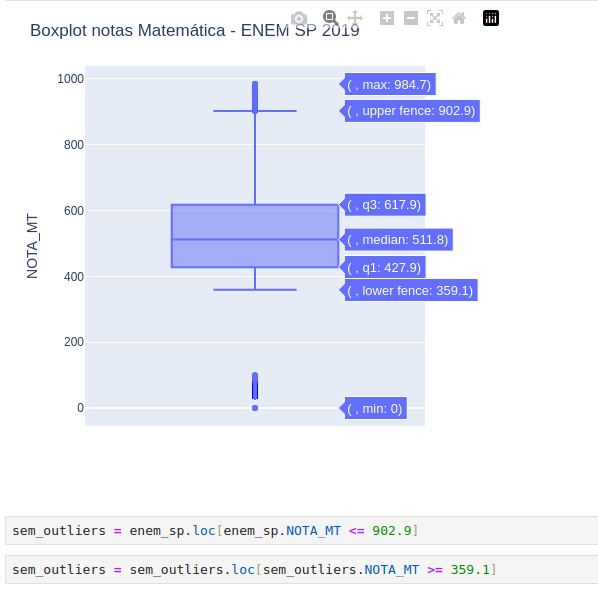 Boxplot notas Matemática - ENEM SP 2019
1000
( , max: 984.7)
( , upper fence: 902.9)
800
600
( , q3: 617.9)
( , median: 511.8)
NOTA_MT
400
( , q1: 427.9)
( , lower fence: 359.1)
200
0
( , min: 0)
sem_outliers = enem_sp.loc[enem_sp.NOTA_MT <= 902.9]
sem_outliers = sem_outliers.loc[sem_outliers.NOTA_MT >= 359.1]